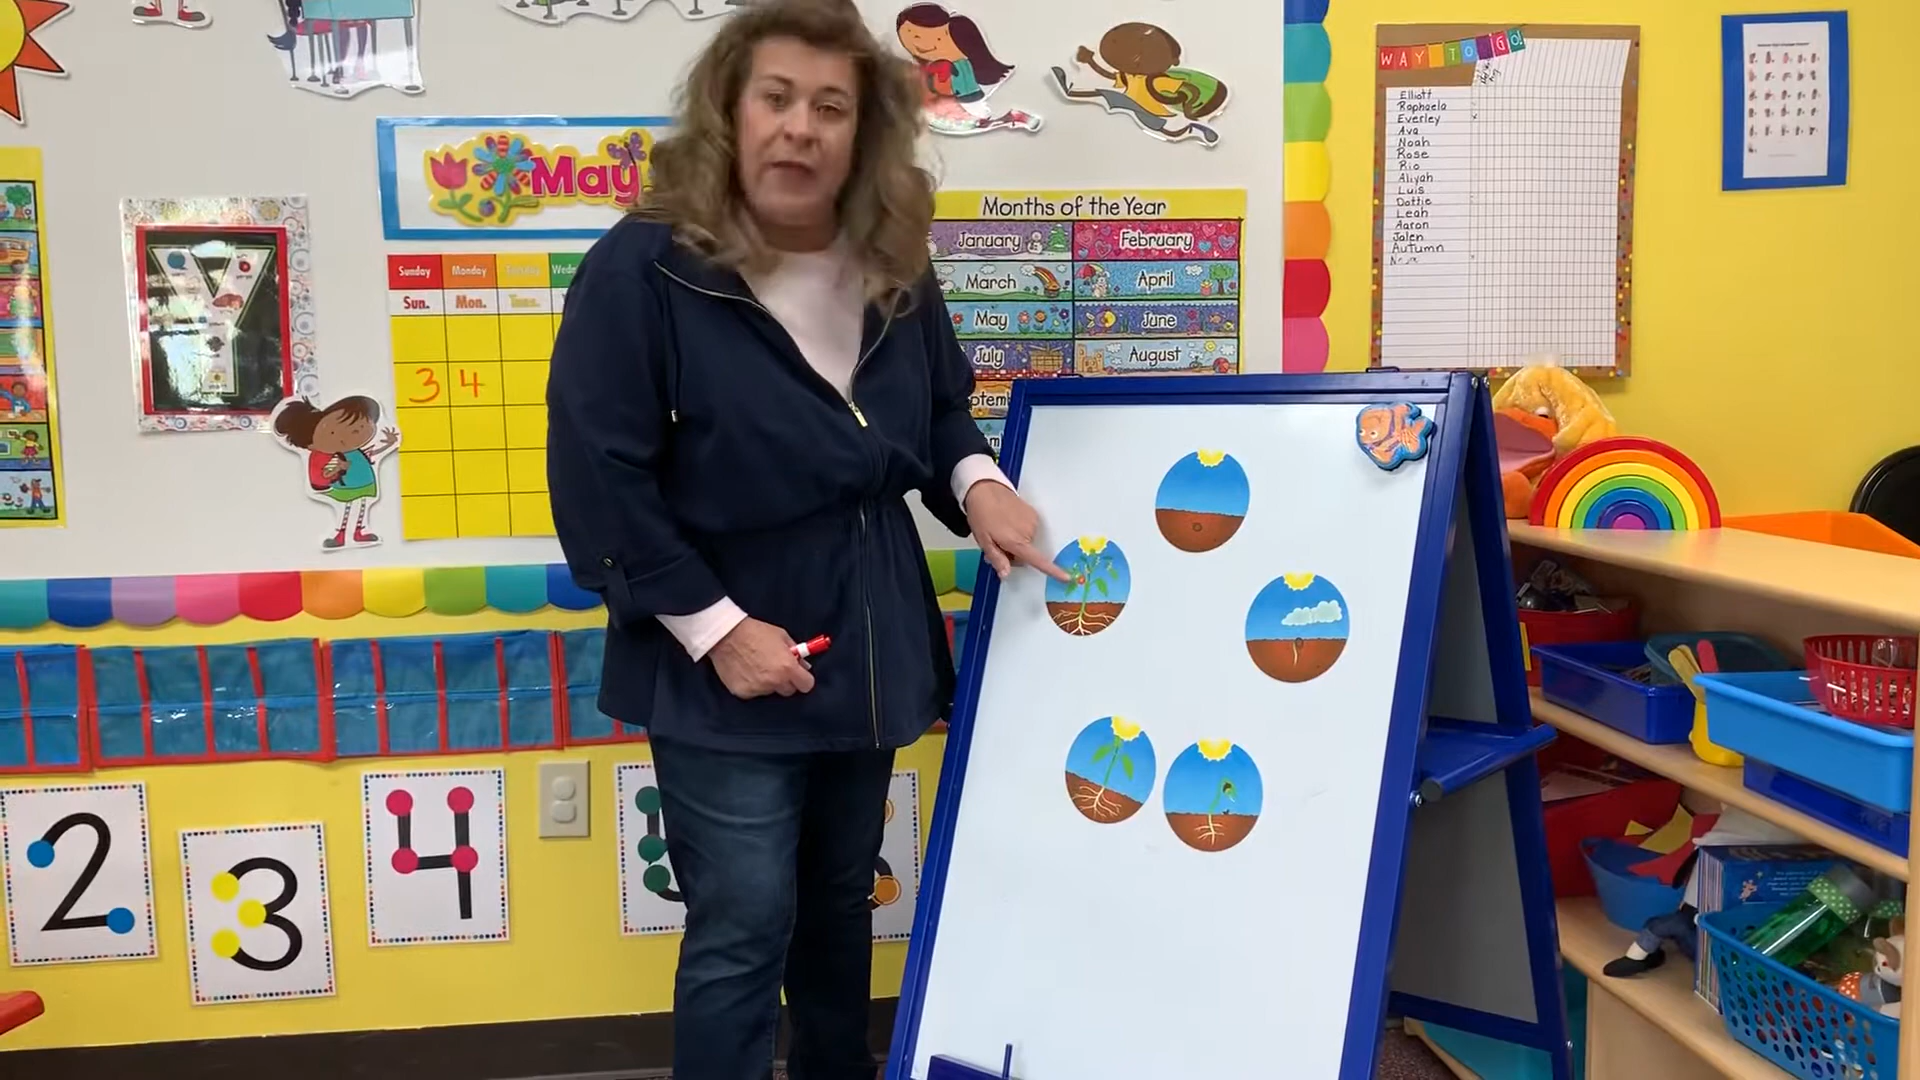 May
Sunday Monday Tuesday
Sun. Mon. Tues.
3 4
Y
Months of the Year
January February
March April
May June
July August
WAY TO GO!
Elliott
Raphaela
Everley
Ava
Noah
Rose
Rio
Aliyah
Luis
Dottie
Leah
Aaron
Jalen
Autumn
2
3
4